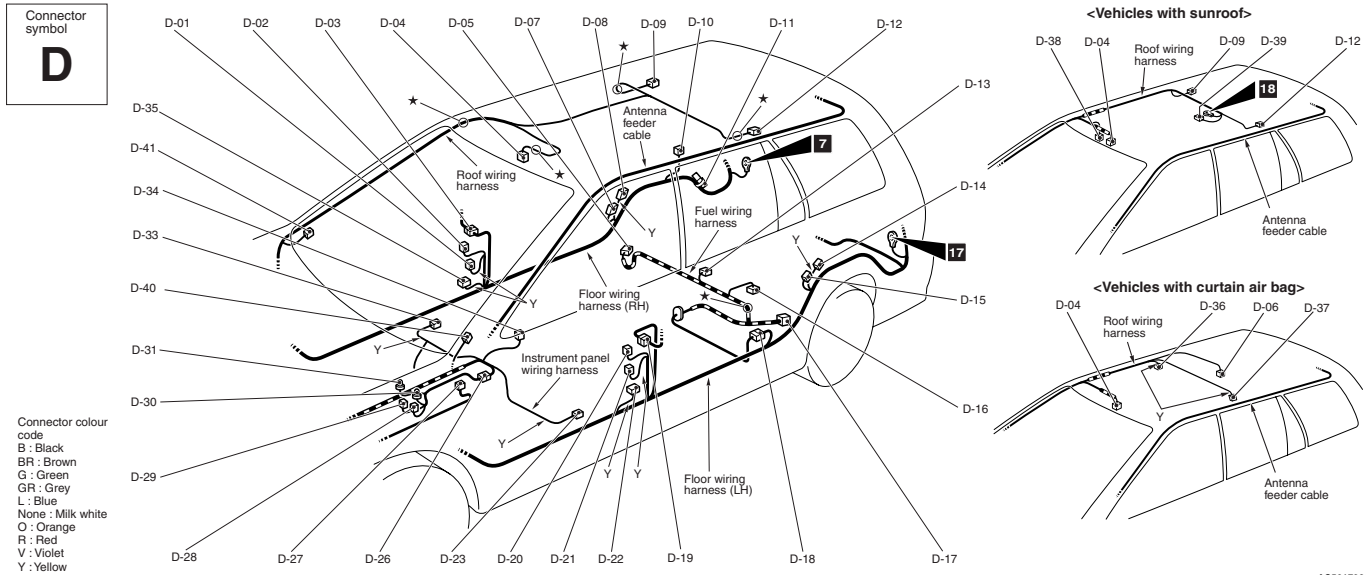 Connector
symbol
D
D-01
D-02
D-03
D-04
D-05
D-07
D-08
D-09
D-10
D-11
D-12
D-13
D-35
D-41
D-34
D-33
D-40
D-31
D-30
D-29
★
★
★
★
★
Roof wiring
harness
Antenna
feeder
cable
7
Y
Fuel wiring
harness
Y
Y
D-14
17
D-15
Floor wiring
harness (RH)
Y
Instrument panel
wiring harness
Y
Y
Y
D-16
Floor wiring
harness (LH)
D-28
D-27
D-26
D-23
D-20
D-21
D-22
D-19
D-18
D-17
Connector colour
code
B : Black
BR : Brown
G : Green
GR : Grey
L : Blue
None : Milk white
O : Orange
R : Red
V : Violet
Y : Yellow
<Vehicles with sunroof>
D-38
D-04
Roof wiring
harness
D-09
D-39
D-12
18
Antenna
feeder cable
<Vehicles with curtain air bag>
D-04
Roof wiring
harness
D-36
D-06
D-37
Y
Antenna
feeder cable